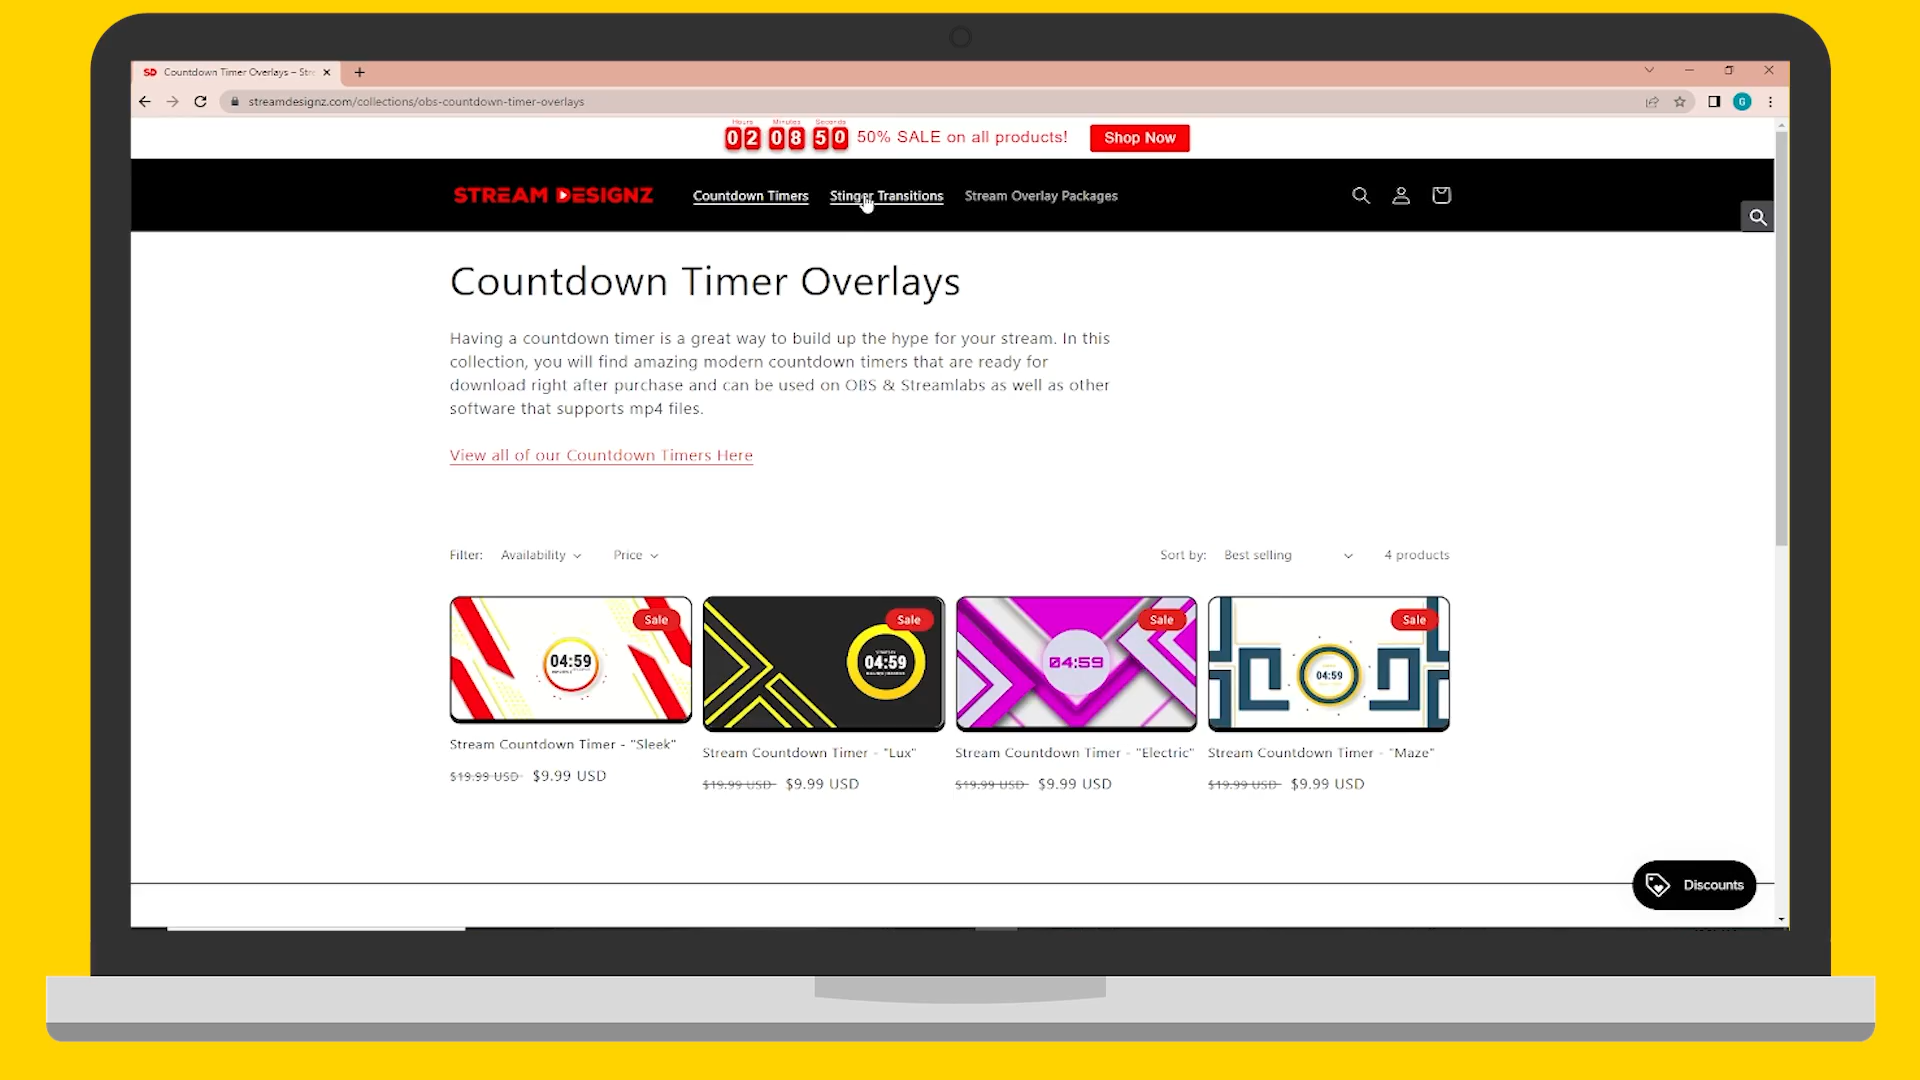 SD Countdown Timer Overlays – Str
streamdesignz.com/collections/obs-countdown-timer-overlays
G
Hours Minutes Seconds
02 08 50 50% SALE on all products! Shop Now
STREAM DESIGNZ Countdown Timers Stinger Transitions Stream Overlay Packages
Countdown Timer Overlays
Having a countdown timer is a great way to build up the hype for your stream. In this
collection, you will find amazing modern countdown timers that are ready for
download right after purchase and can be used on OBS & Streamlabs as well as other
software that supports mp4 files.
View all of our Countdown Timers Here
Filter: Availability Price Sort by: Best selling 4 products
Sale Sale Sale Sale
04:59 04:59 04:59 04:59
Stream Countdown Timer - "Sleek" Stream Countdown Timer - "Lux" Stream Countdown Timer - "Electric" Stream Countdown Timer - "Maze"
$19.99 USD $9.99 USD $19.99 USD $9.99 USD $19.99 USD $9.99 USD $19.99 USD $9.99 USD
Discounts